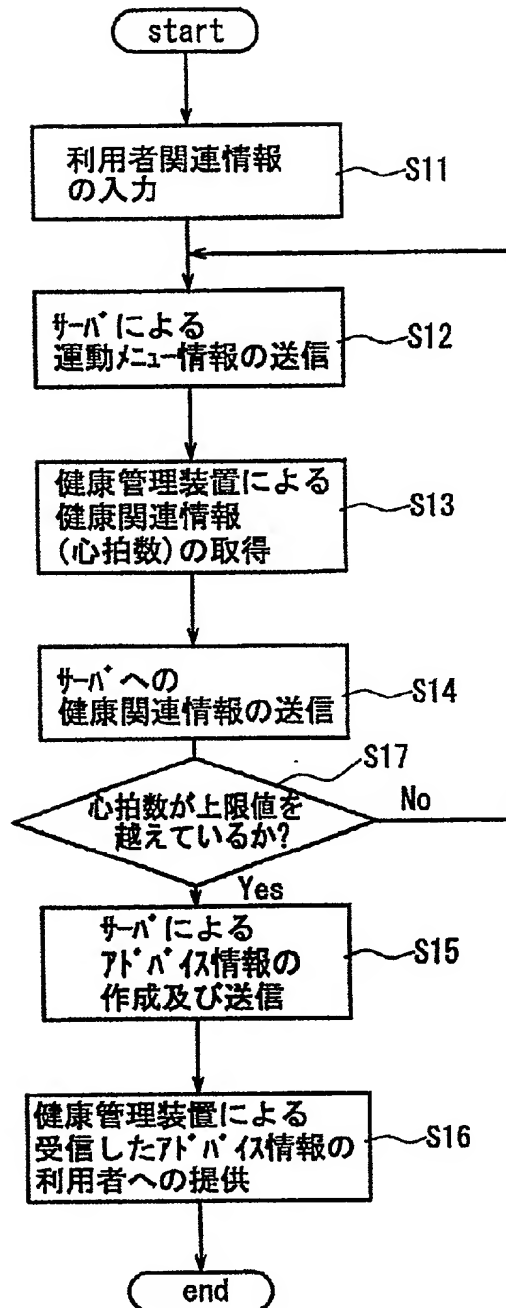 start
利用者関連情報
の入力
S11
サーバによる
運動メニュー情報の送信
S12
健康管理装置による
健康関連情報
(心拍数)の取得
S13
サーバへの
健康関連情報の送信
S14
S17
心拍数が上限値を
越えているか?
No
Yes
サーバによる
アドバイス情報の
作成及び送信
S15
健康管理装置による
受信したアドバイス情報の
利用者への提供
S16
end